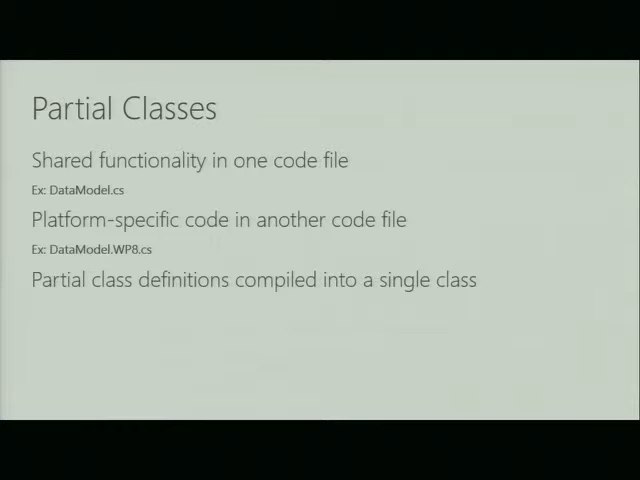 Partial Classes
Shared functionality in one code file
Ex: DataModel.cs
Platform-specific code in another code file
Ex: DataModel.WP8.cs
Partial class definitions compiled into a single class